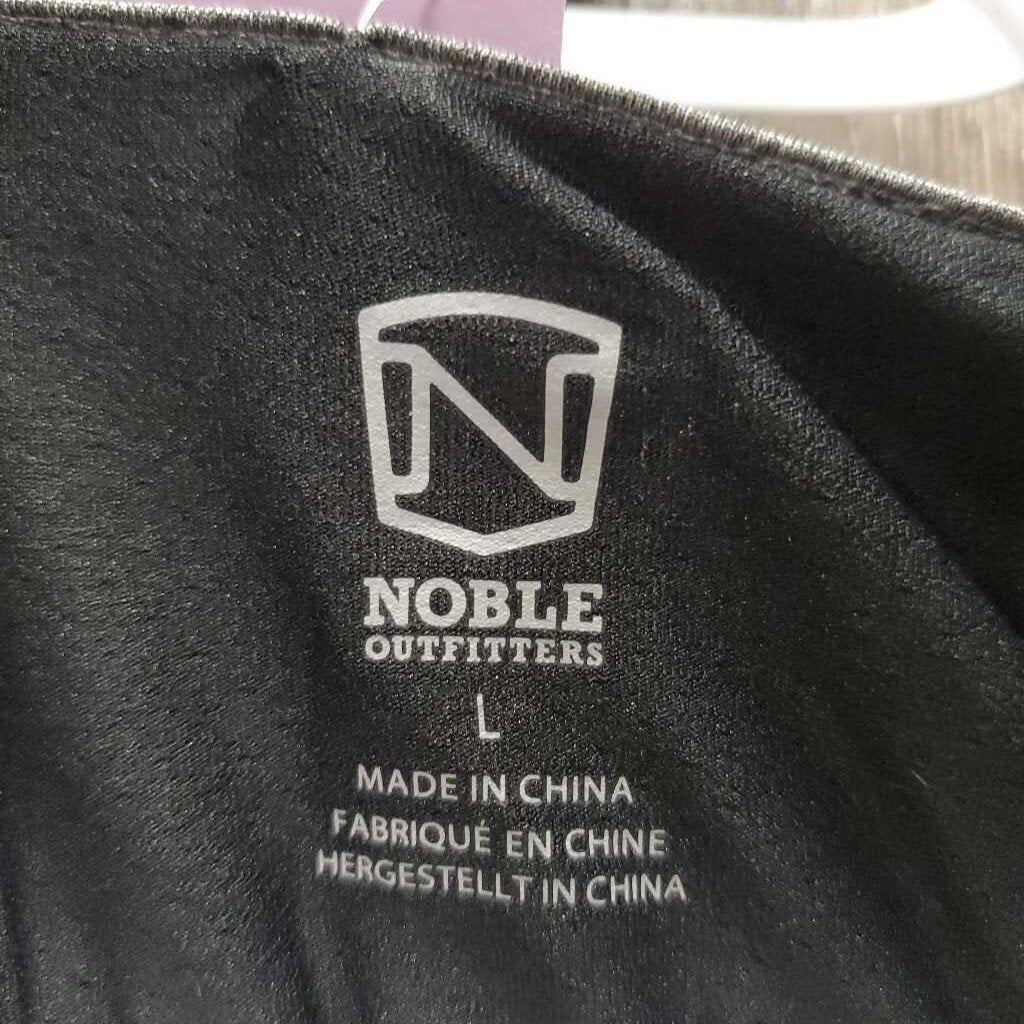 N
NOBLE
OUTFITTERS
L
MADE IN CHINA
FABRIQUÉ EN CHINE
HERGESTELLT IN CHINA